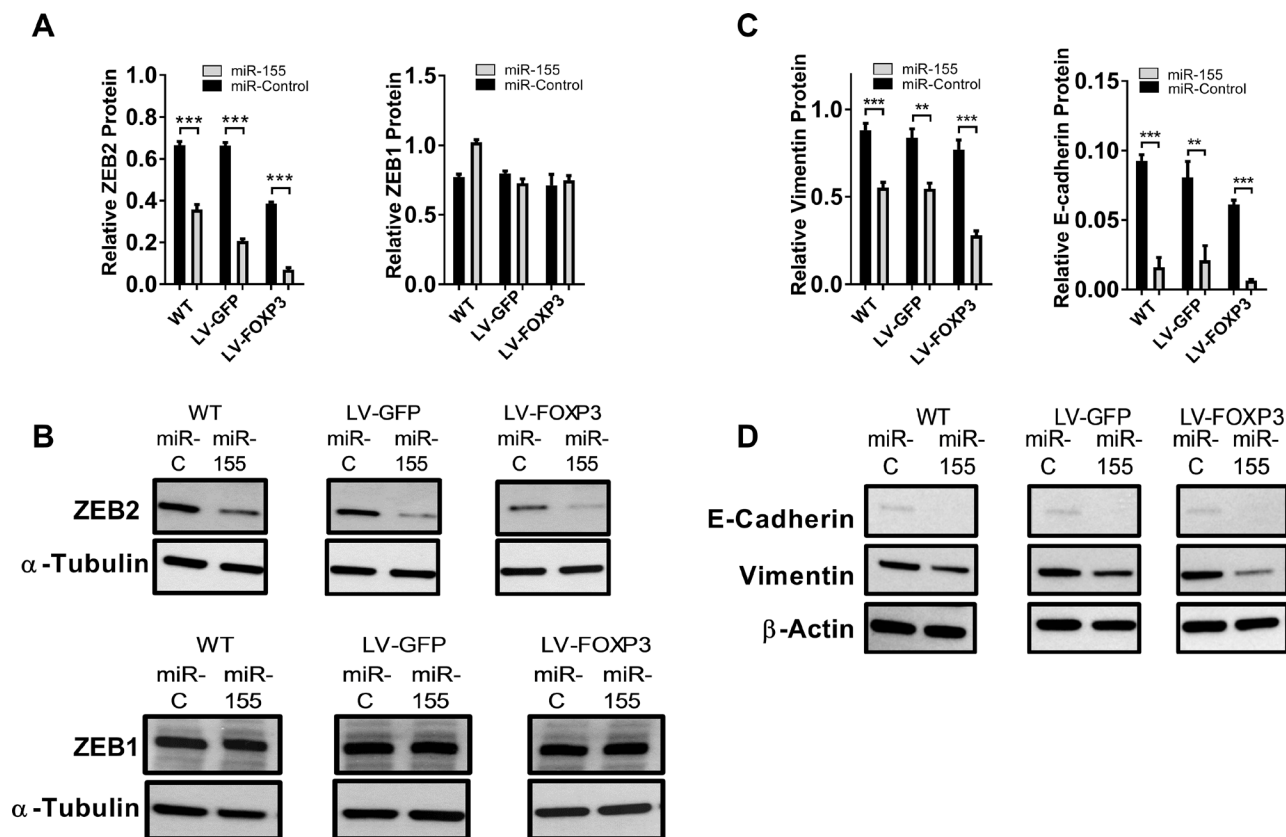 A
Relative ZEB2 Protein
miR-155
miR-Control
1.0
0.8
0.6
0.4
0.2
0.0
***
***
***
WT
LV-GFP
LV-FOXP3
Relative ZEB1 Protein
miR-155
miR-Control
1.5
1.0
0.5
0.0
WT
LV-GFP
LV-FOXP3
C
Relative Vimentin Protein
miR-155
miR-Control
1.0
0.5
0.0
***
**
***
WT
LV-GFP
LV-FOXP3
Relative E-cadherin Protein
miR-155
miR-Control
0.15
0.10
0.05
0.00
***
**
***
WT
LV-GFP
LV-FOXP3
B
WT LV-GFP LV-FOXP3
miR- miR- miR- miR- miR- miR-
C 155 C 155 C 155
ZEB2
α-Tubulin
WT LV-GFP LV-FOXP3
miR- miR- miR- miR- miR- miR-
C 155 C 155 C 155
ZEB1
α-Tubulin
D
WT LV-GFP LV-FOXP3
miR- miR- miR- miR- miR- miR-
C 155 C 155 C 155
E-Cadherin
Vimentin
β-Actin